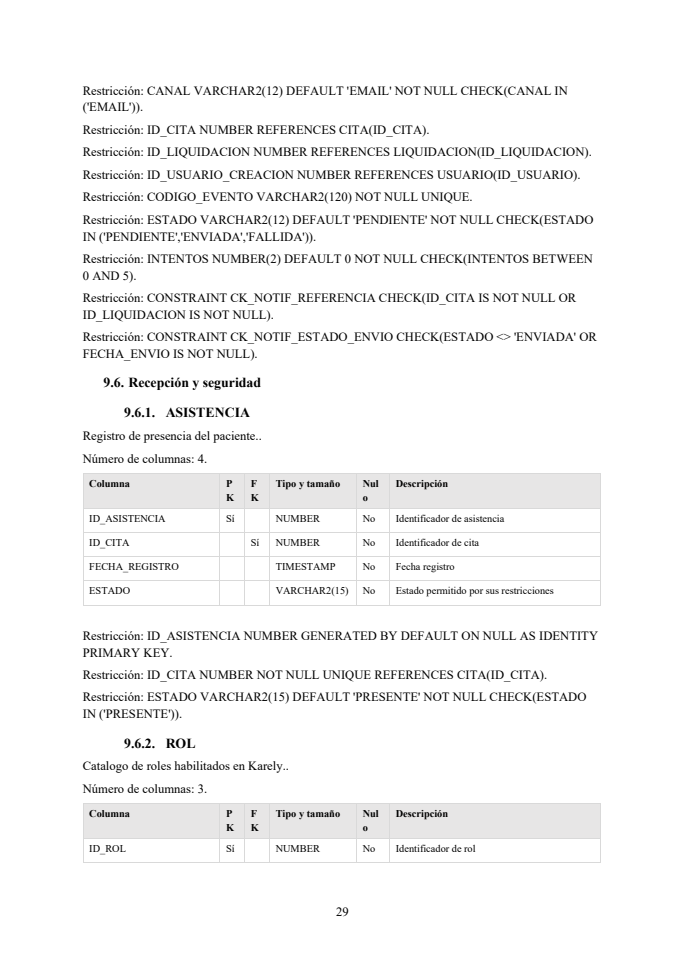 Restricción: CANAL VARCHAR2(12) DEFAULT 'EMAIL' NOT NULL CHECK(CANAL IN
('EMAIL')).
Restricción: ID_CITA NUMBER REFERENCES CITA(ID_CITA).
Restricción: ID_LIQUIDACION NUMBER REFERENCES LIQUIDACION(ID_LIQUIDACION).
Restricción: ID_USUARIO_CREACION NUMBER REFERENCES USUARIO(ID_USUARIO).
Restricción: CODIGO_EVENTO VARCHAR2(120) NOT NULL UNIQUE.
Restricción: ESTADO VARCHAR2(12) DEFAULT 'PENDIENTE' NOT NULL CHECK(ESTADO
IN ('PENDIENTE','ENVIADA','FALLIDA')).
Restricción: INTENTOS NUMBER(2) DEFAULT 0 NOT NULL CHECK(INTENTOS BETWEEN
0 AND 5).
Restricción: CONSTRAINT CK_NOTIF_REFERENCIA CHECK(ID_CITA IS NOT NULL OR
ID_LIQUIDACION IS NOT NULL).
Restricción: CONSTRAINT CK_NOTIF_ESTADO_ENVIO CHECK(ESTADO <> 'ENVIADA' OR
FECHA_ENVIO IS NOT NULL).
9.6. Recepción y seguridad
9.6.1. ASISTENCIA
Registro de presencia del paciente..
Número de columnas: 4.
Columna P F Tipo y tamaño Nul Descripción
K K o
ID_ASISTENCIA Sí NUMBER No Identificador de asistencia
ID_CITA Sí NUMBER No Identificador de cita
FECHA_REGISTRO TIMESTAMP No Fecha registro
ESTADO VARCHAR2(15) No Estado permitido por sus restricciones
Restricción: ID_ASISTENCIA NUMBER GENERATED BY DEFAULT ON NULL AS IDENTITY
PRIMARY KEY.
Restricción: ID_CITA NUMBER NOT NULL UNIQUE REFERENCES CITA(ID_CITA).
Restricción: ESTADO VARCHAR2(15) DEFAULT 'PRESENTE' NOT NULL CHECK(ESTADO
IN ('PRESENTE')).
9.6.2. ROL
Catalogo de roles habilitados en Karely..
Número de columnas: 3.
Columna P F Tipo y tamaño Nul Descripción
K K o
ID_ROL Sí NUMBER No Identificador de rol
29